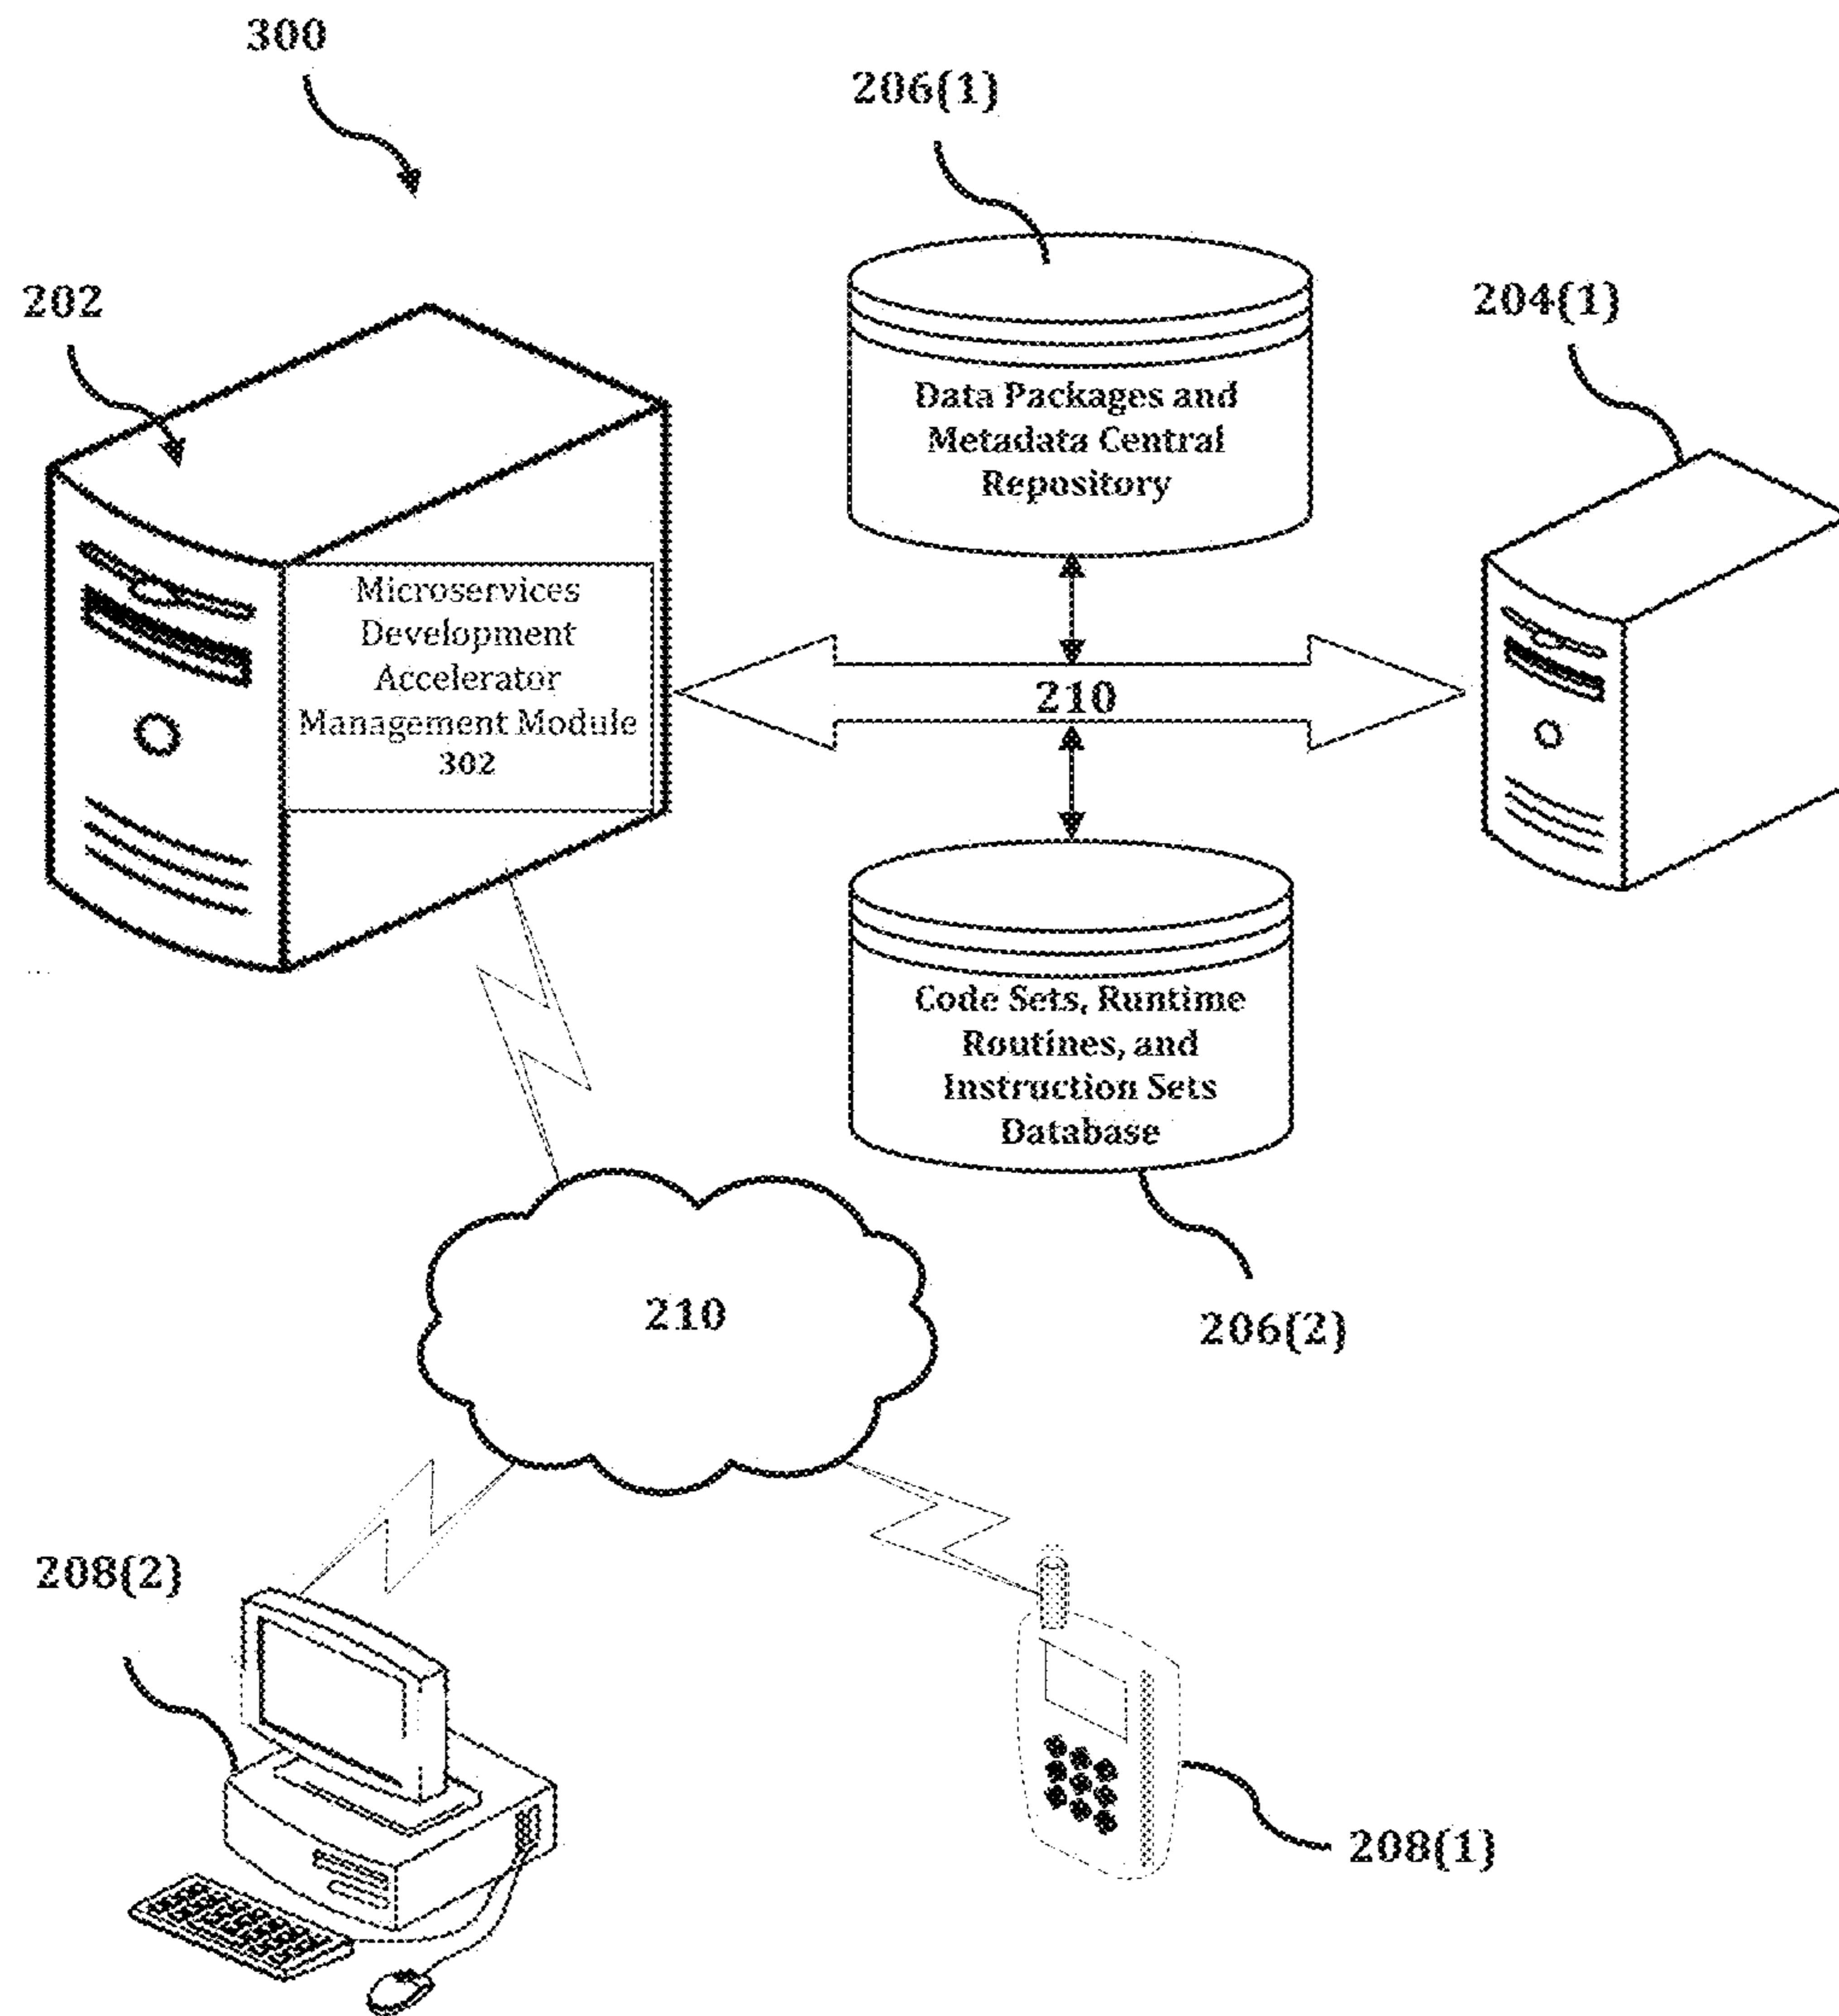 300
206(1)
202
204(1)
Data Packages and
Metadata Central
Repository
Microservices
Development
Accelerator
Management Module
302
210
Code Sets, Runtime
Routines, and
Instruction Sets
Database
210
206(2)
208(2)
208(1)